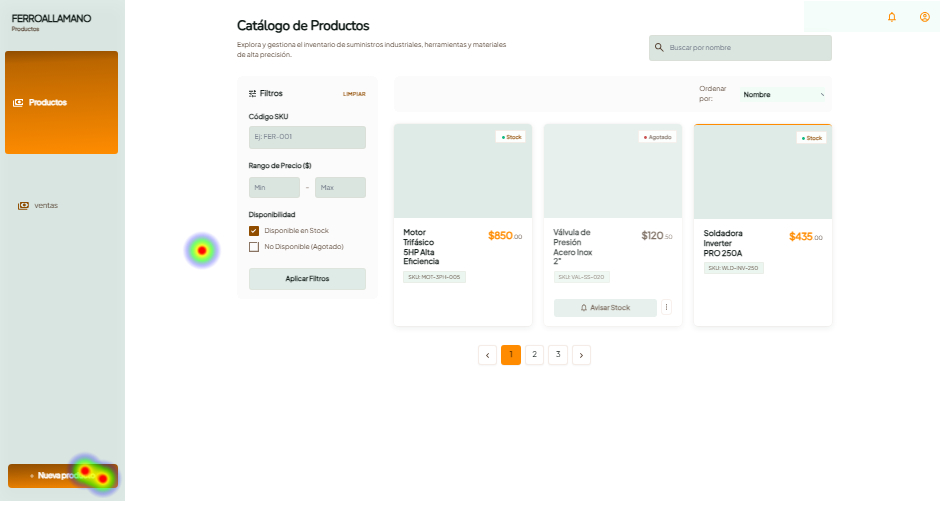 FERROALLAMANO
Productos
Productos
ventas
Catálogo de Productos
Explora y gestiona el inventario de suministros industriales, herramientas y materiales
de alta precisión.
Buscar por nombre
Filtros
LIMPIAR
Código SKU
Ej: FER-001
Rango de Precio ($)
Min
-
Max
Disponibilidad
Disponible en Stock
No Disponible (Agotado)
Aplicar Filtros
Ordenar
por:
Nombre
Stock
Motor
Trifásico
5HP Alta
Eficiencia
$850.00
SKU: MOT-3PH-005
Agotado
Válvula de
Presión
Acero Inox
2"
$120.50
SKU: VAL-SS-020
Avisar Stock
Stock
Soldadora
Inverter
PRO 250A
$435.00
SKU: WLD-INV-250
‹ 1 2 3 ›
+ Nueva